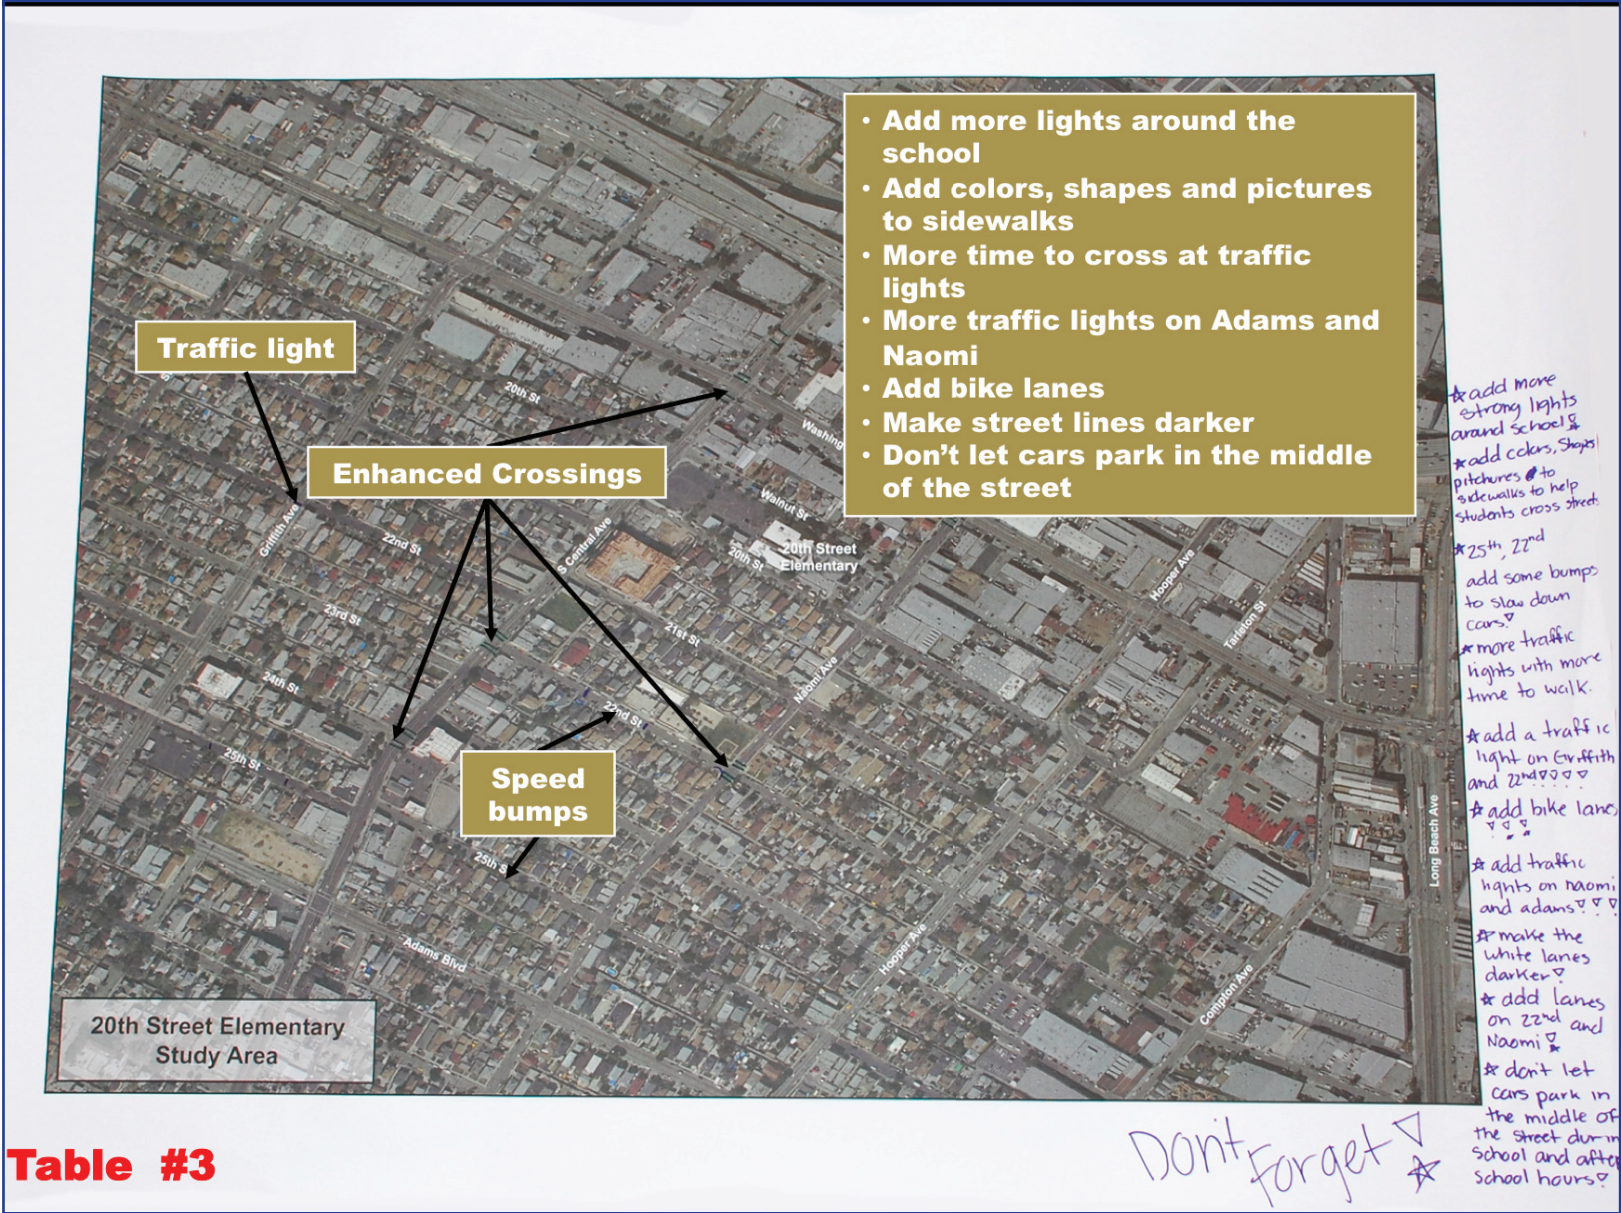 • Add more lights around the
school
• Add colors, shapes and pictures
to sidewalks
• More time to cross at traffic
lights
• More traffic lights on Adams and
Naomi
• Add bike lanes
• Make street lines darker
• Don't let cars park in the middle
of the street
Traffic light
Enhanced Crossings
Speed
bumps
20th St
Washing
Walnut St
20th St
20th Street
Elementary
S Central Ave
Griffith Ave
22nd St
23rd St
24th St
25th St
21st St
22nd St
Naomi Ave
Hooper Ave
Tarleton St
25th S
Adams Blvd
Hooper Ave
Compton Ave
Long Beach Ave
20th Street Elementary
Study Area
add more
strong lights
around school!
add colors, Shapes
pitchures to
sidewalks to help
students cross streets
25th, 22nd
add some bumps
to slow down
cars!
more traffic
lights with more
time to walk.
add a traffic
light on Griffith
and 22nd!!!!
add bike lanes
!!!
add traffic
lights on naomi
and adams!!!
make the
white lanes
darker!
add lanes
on 22nd and
Naomi!
don't let
cars park in
the middle of
the street durin
school and after
school hours!
Don't Forget!
Table #3